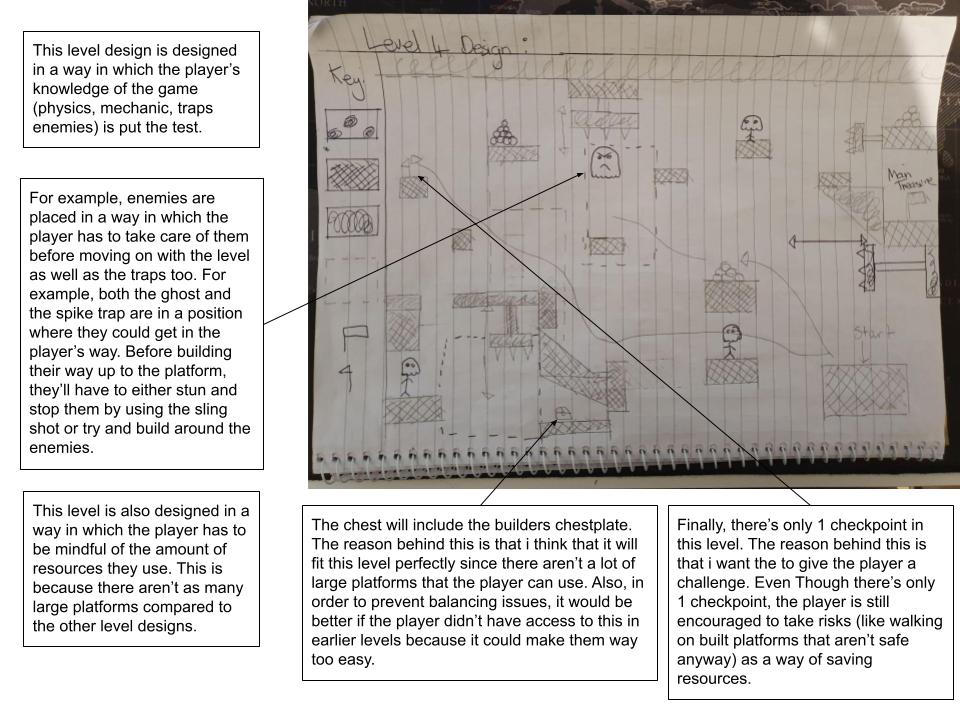 This level design is designed
in a way in which the player's
knowledge of the game
(physics, mechanic, traps
enemies) is put the test.
For example, enemies are
placed in a way in which the
player has to take care of them
before moving on with the level
as well as the traps too. For
example, both the ghost and
the spike trap are in a position
where they could get in the
player's way. Before building
their way up to the platform,
they'll have to either stun and
stop them by using the sling
shot or try and build around the
enemies.
This level is also designed in a
way in which the player has to
be mindful of the amount of
resources they use. This is
because there aren't as many
large platforms compared to
the other level designs.
Level 4 Design :
Key
Main
Treasure
Start
The chest will include the builders chestplate.
The reason behind this is that i think that it will
fit this level perfectly since there aren't a lot of
large platforms that the player can use. Also, in
order to prevent balancing issues, it would be
better if the player didn't have access to this in
earlier levels because it could make them way
too easy.
Finally, there's only 1 checkpoint in
this level. The reason behind this is
that i want the to give the player a
challenge. Even Though there's only
1 checkpoint, the player is still
encouraged to take risks (like walking
on built platforms that aren't safe
anyway) as a way of saving
resources.